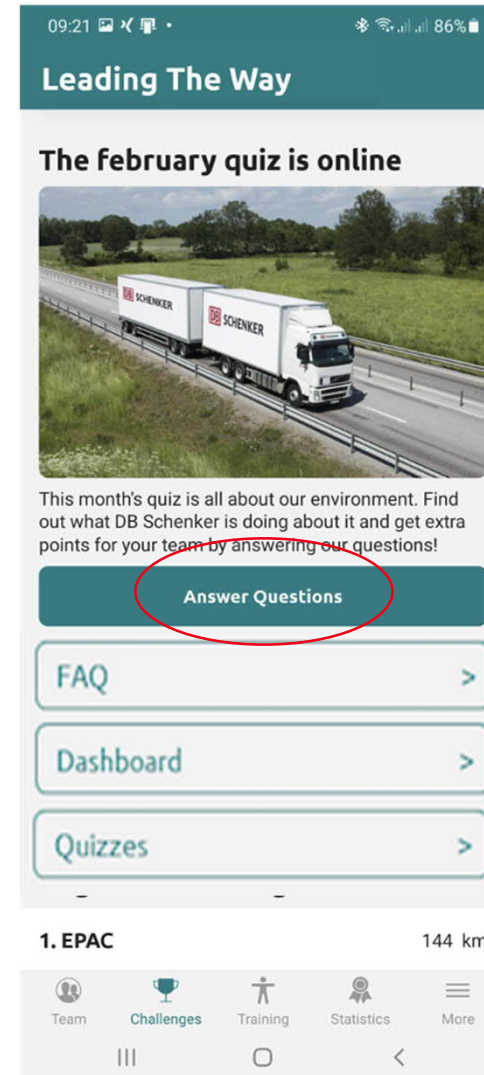 09:21
86%
Leading The Way
The february quiz is online
DB SCHENKER
DB SCHENKER
This month's quiz is all about our environment. Find
out what DB Schenker is doing about it and get extra
points for your team by answering our questions!
Answer Questions
FAQ >
Dashboard >
Quizzes >
1. EPAC 144 km
Team Challenges Training Statistics More